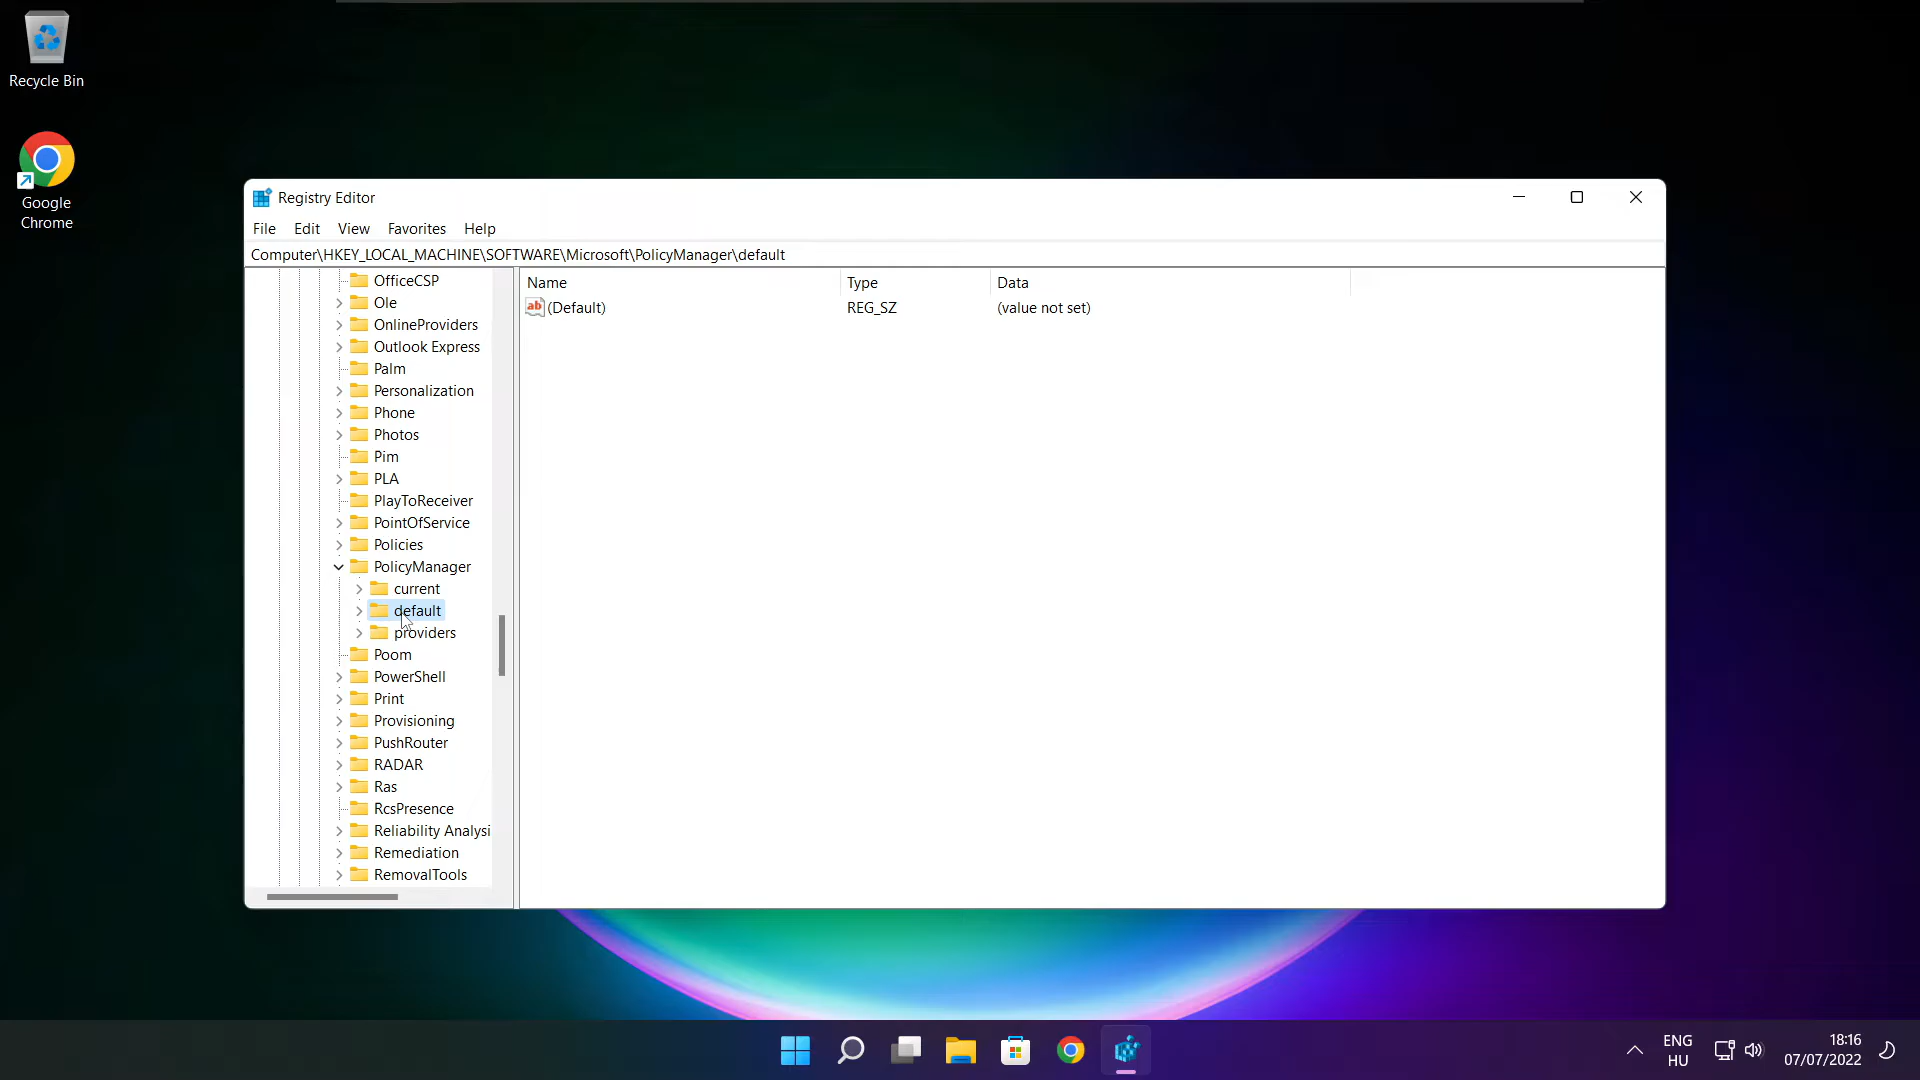 Recycle Bin
Google
Chrome
Registry Editor
File Edit View Favorites Help
Computer\HKEY_LOCAL_MACHINE\SOFTWARE\Microsoft\PolicyManager\default
OfficeCSP
Ole
OnlineProviders
Outlook Express
Palm
Personalization
Phone
Photos
Pim
PLA
PlayToReceiver
PointOfService
Policies
PolicyManager
current
default
providers
Poom
PowerShell
Print
Provisioning
PushRouter
RADAR
Ras
RcsPresence
Reliability Analysi
Remediation
RemovalTools
Name Type Data
ab (Default) REG_SZ (value not set)
ENG
HU
18:16
07/07/2022